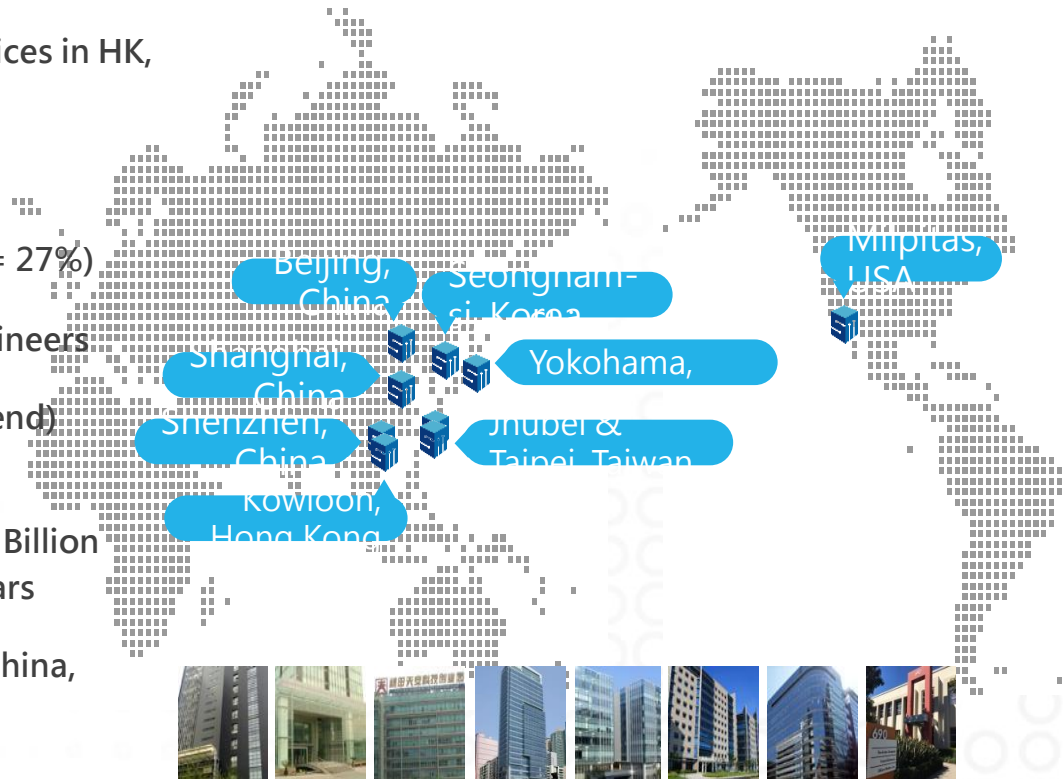 ices in HK,
= 27%)
ineers
end)
Billion
ars
hina,
Beijing,
China
Seongnam-
si, Korea
Milpitas,
USA
Shanghai,
China
Yokohama,
Shenzhen,
China
Jhubei &
Taipei, Taiwan
Kowloon,
Hong Kong
690